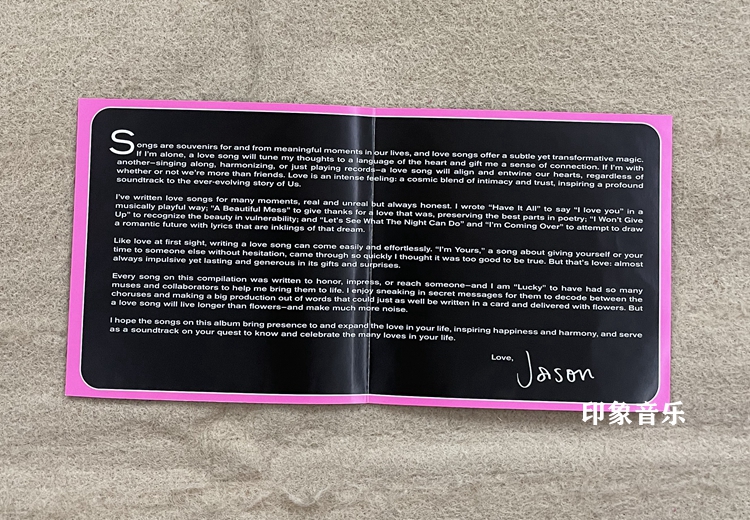 Songs are souvenirs for and from meaningful moments in our lives, and love songs offer a subtle yet transformative magic.
If I'm alone, a love song will tune my thoughts to a language of the heart and gift me a sense of connection. If I'm with
another—singing along, harmonizing, or just playing records—a love song will align and entwine our hearts, regardless of
whether or not we're more than friends. Love is an intense feeling: a cosmic blend of intimacy and trust, inspiring a profound
soundtrack to the ever-evolving story of Us.
I've written love songs for many moments, real and unreal but always honest. I wrote "Have It All" to say "I love you" in a
musically playful way; "A Beautiful Mess" to give thanks for a love that was, preserving the best parts in poetry; "I Won't Give
Up" to recognize the beauty in vulnerability; and "Let's See What The Night Can Do" and "I'm Coming Over" to attempt to draw
a romantic future with lyrics that are inklings of that dream.
Like love at first sight, writing a love song can come easily and effortlessly. "I'm Yours," a song about giving yourself or your
time to someone else without hesitation, came through so quickly I thought it was too good to be true. But that's love: almost
always impulsive yet lasting and generous in its gifts and surprises.
Every song on this compilation was written to honor, impress, or reach someone—and I am "Lucky" to have had so many
muses and collaborators to help me bring them to life. I enjoy sneaking in secret messages for them to decode between the
choruses and making a big production out of words that could just as well be written in a card and delivered with flowers. But
a love song will live longer than flowers—and make much more noise.
I hope the songs on this album bring presence to and expand the love in your life, inspiring happiness and harmony, and serve
as a soundtrack on your quest to know and celebrate the many loves in your life.
Love,
Jason
印象音乐